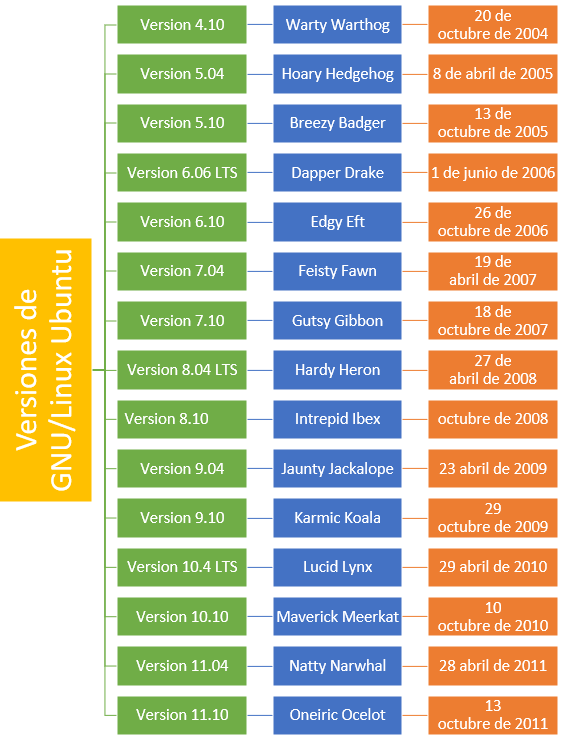 Versiones de
GNU/Linux Ubuntu
Version 4.10
Warty Warthog
20 de
octubre de 2004
Version 5.04
Hoary Hedgehog
8 de abril de 2005
Version 5.10
Breezy Badger
13 de
octubre de 2005
Version 6.06 LTS
Dapper Drake
1 de junio de 2006
Version 6.10
Edgy Eft
26 de
octubre de 2006
Version 7.04
Feisty Fawn
19 de
abril de 2007
Version 7.10
Gutsy Gibbon
18 de
octubre de 2007
Version 8.04 LTS
Hardy Heron
27 de
abril de 2008
Version 8.10
Intrepid Ibex
octubre de 2008
Version 9.04
Jaunty Jackalope
23 abril de 2009
Version 9.10
Karmic Koala
29
octubre de 2009
Version 10.4 LTS
Lucid Lynx
29 abril de 2010
Version 10.10
Maverick Meerkat
10
octubre de 2010
Version 11.04
Natty Narwhal
28 abril de 2011
Version 11.10
Oneiric Ocelot
13
octubre de 2011